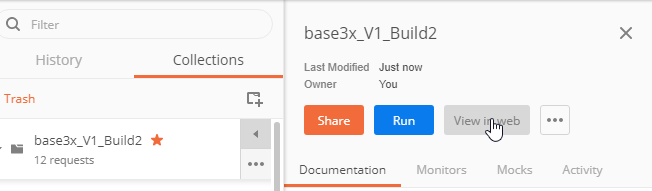 Filter
History
Collections
Trash
base3x_V1_Build2
12 requests
base3x_V1_Build2
Last Modified Just now
Owner You
Share Run View in web
Documentation Monitors Mocks Activity